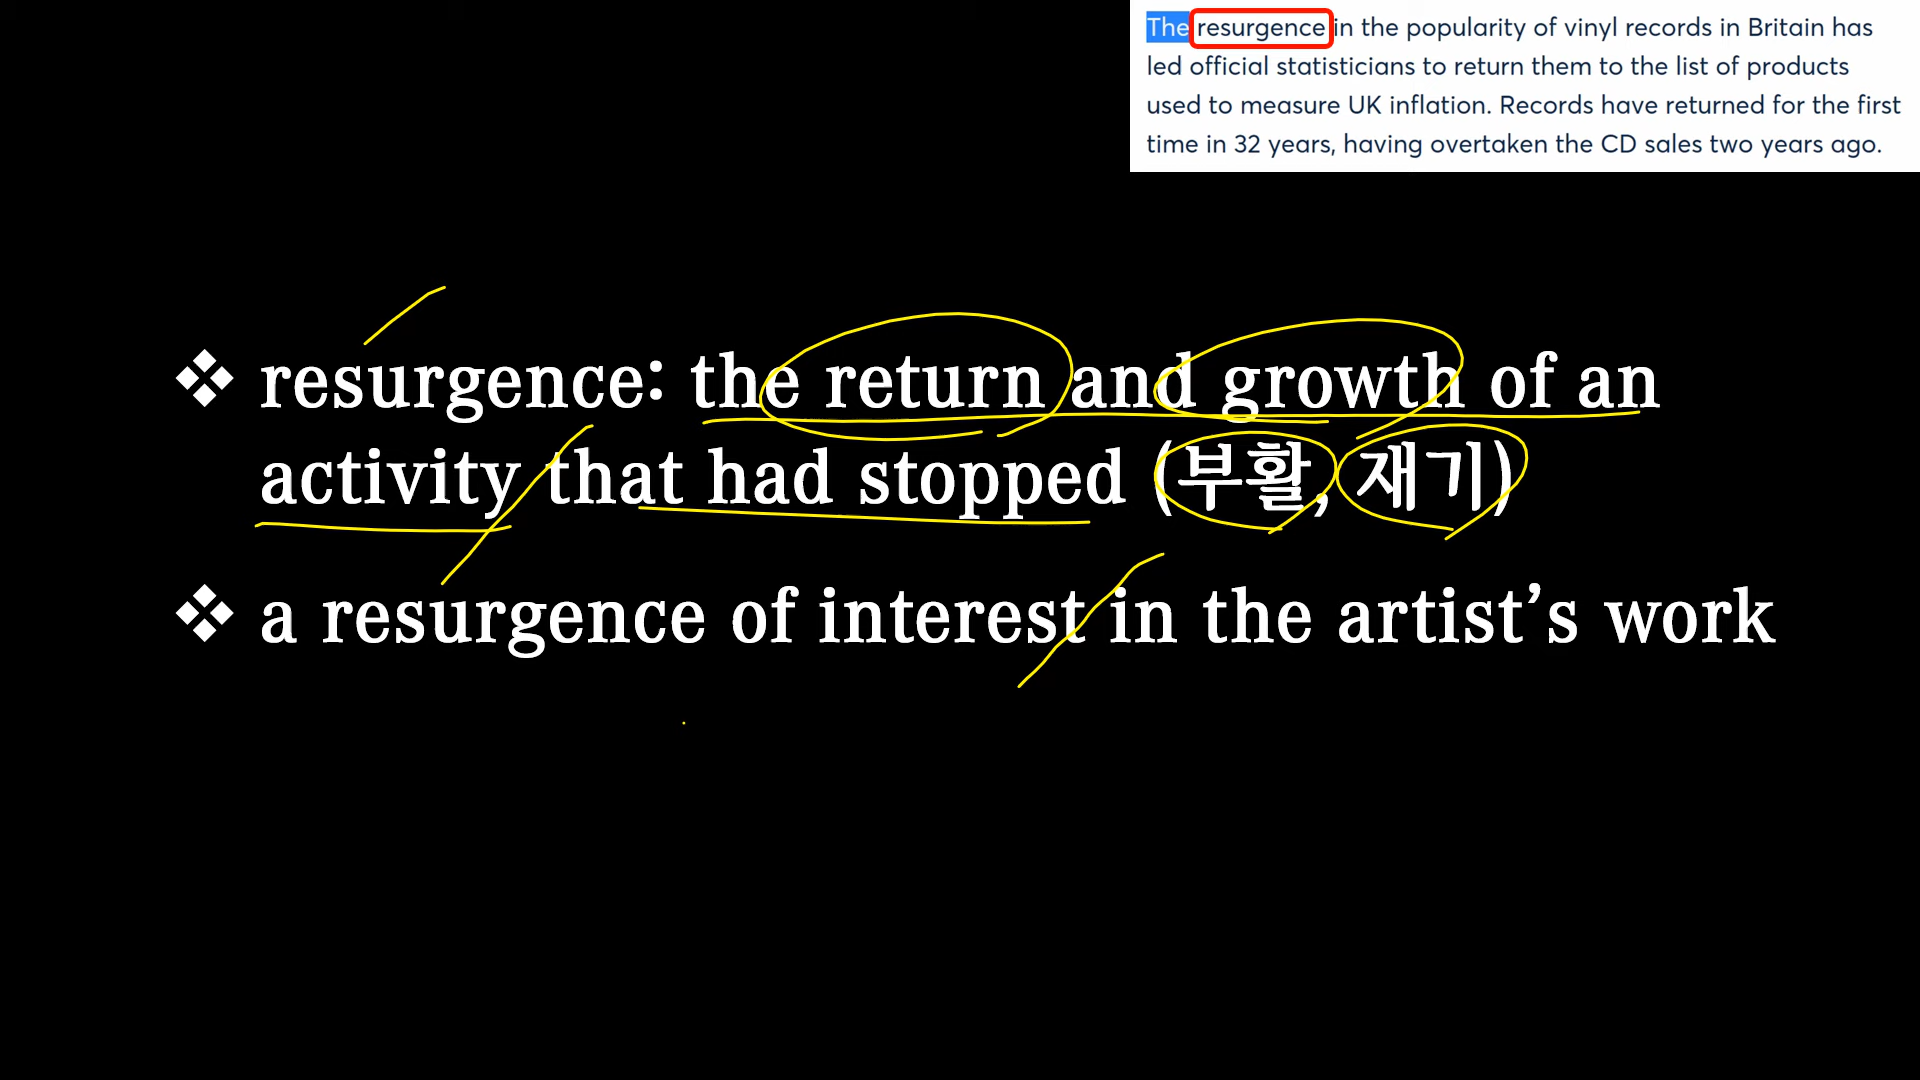 The resurgence in the popularity of vinyl records in Britain has
led official statisticians to return them to the list of products
used to measure UK inflation. Records have returned for the first
time in 32 years, having overtaken the CD sales two years ago.
❖ resurgence: the return and growth of an
activity that had stopped (부활, 재기)
❖ a resurgence of interest in the artist’s work